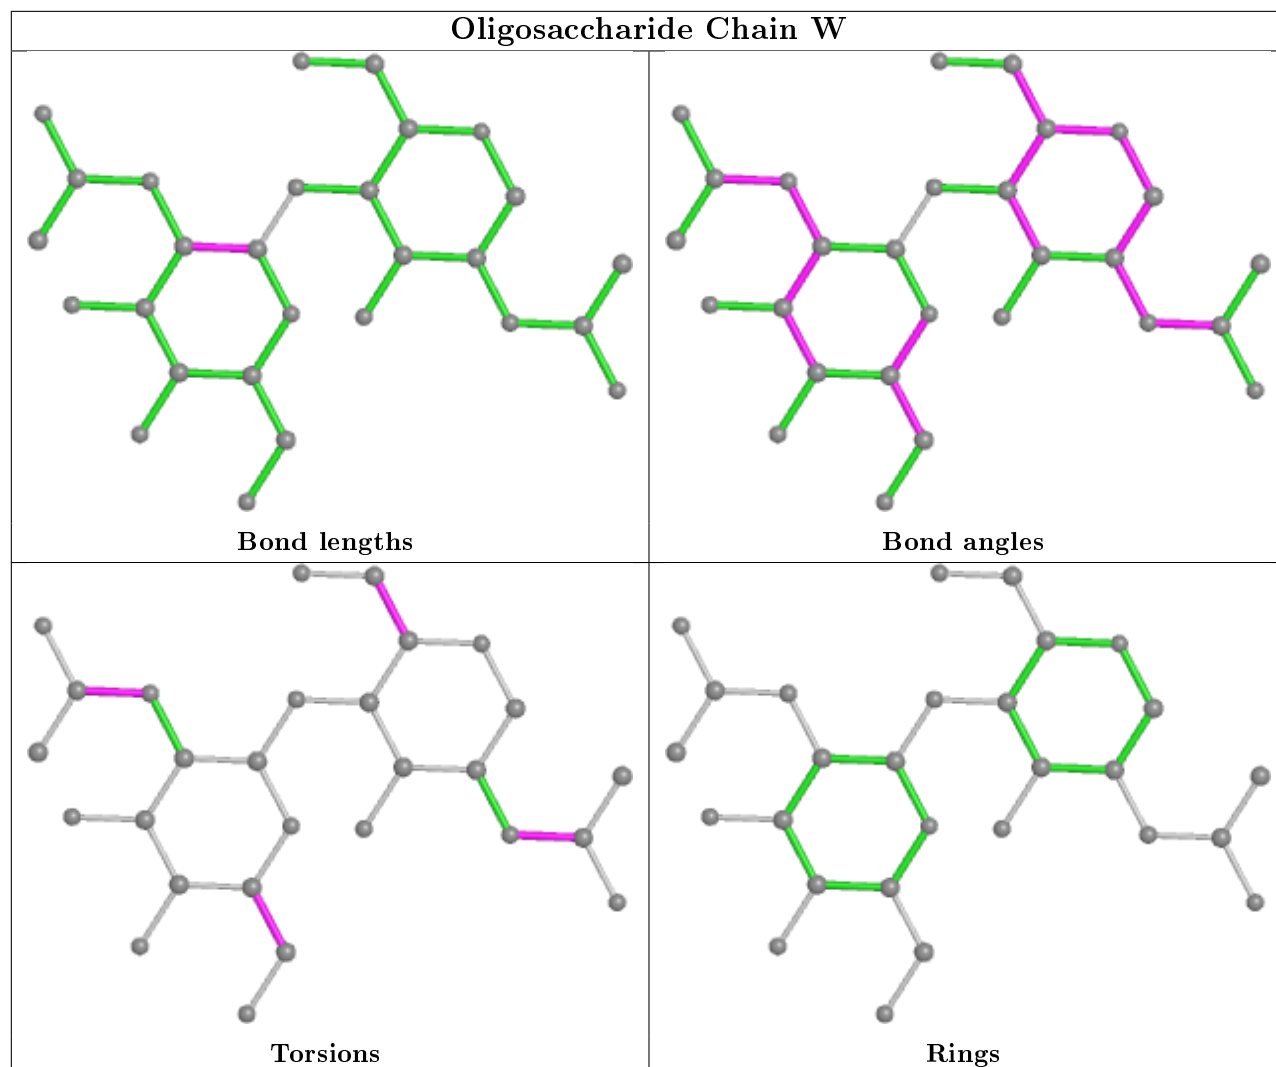 Oligosaccharide Chain W
Bond lengths
Bond angles
Torsions
Rings